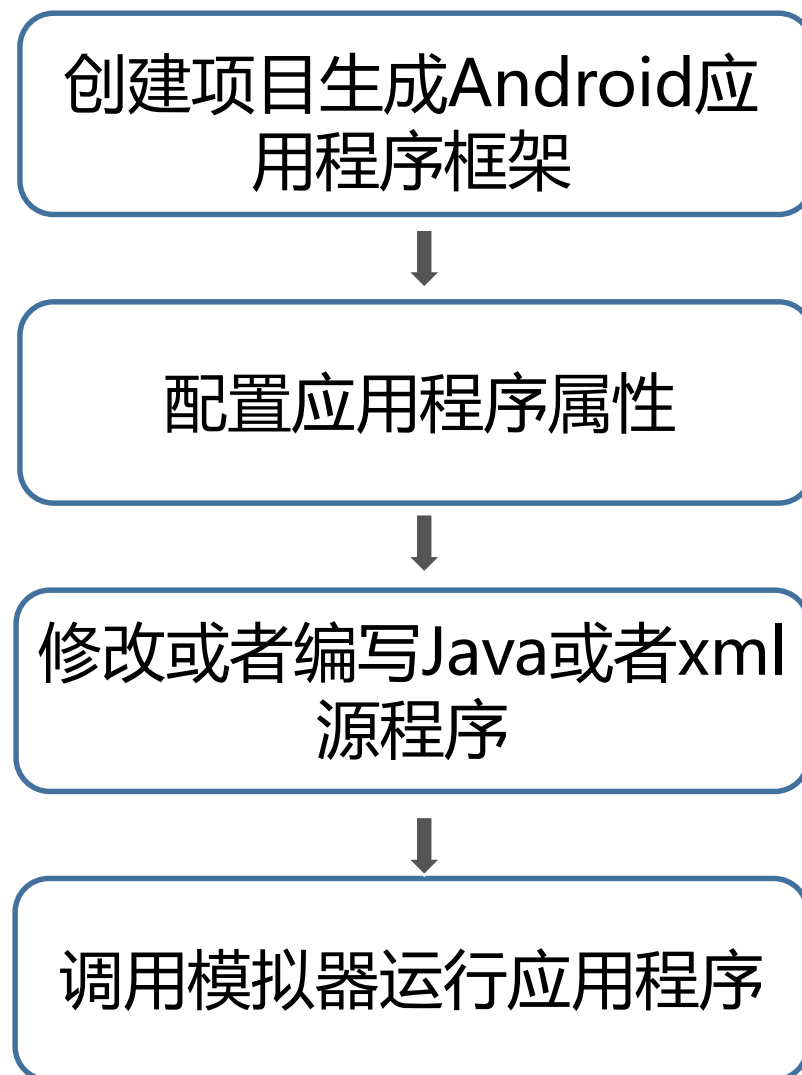 创建项目生成Android应
用程序框架
配置应用程序属性
修改或者编写Java或者xml
源程序
调用模拟器运行应用程序